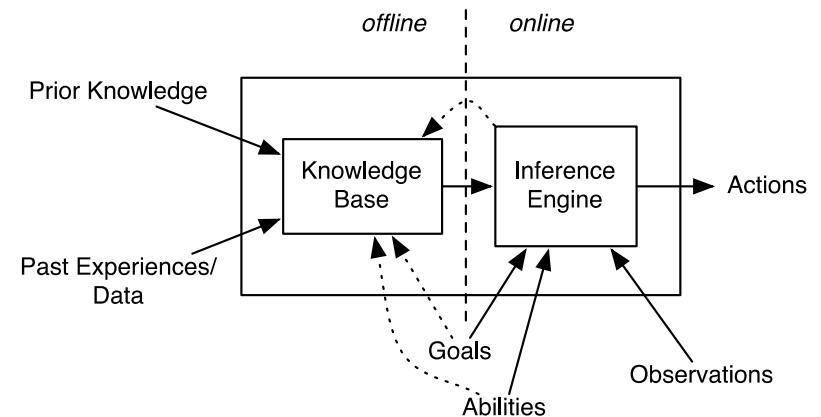 offline
online
Prior Knowledge
Knowledge
Base
Inference
Engine
Actions
Past Experiences/
Data
Goals
Observations
Abilities